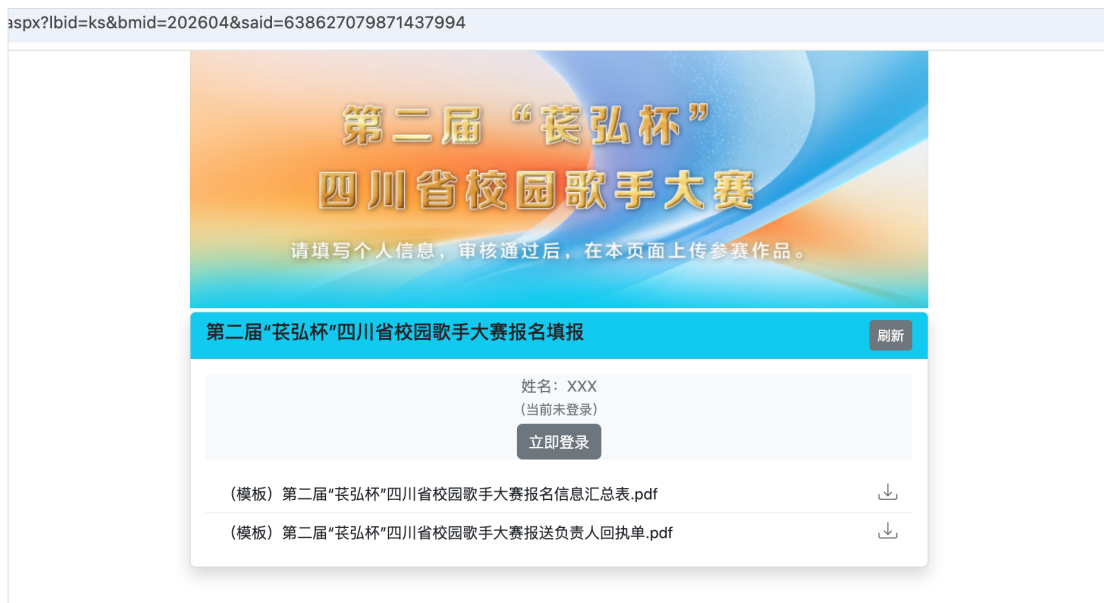 aspx?lbid=ks&bmid=202604&said=638627079871437994
第二届“苌弘杯”
四川省校园歌手大赛
请填写个人信息，审核通过后，在本页面上传参赛作品。
第二届“苌弘杯”四川省校园歌手大赛报名填报
刷新
姓名：XXX
（当前未登录）
立即登录
（模板）第二届“苌弘杯”四川省校园歌手大赛报名信息汇总表.pdf
（模板）第二届“苌弘杯”四川省校园歌手大赛报送负责人回执单.pdf